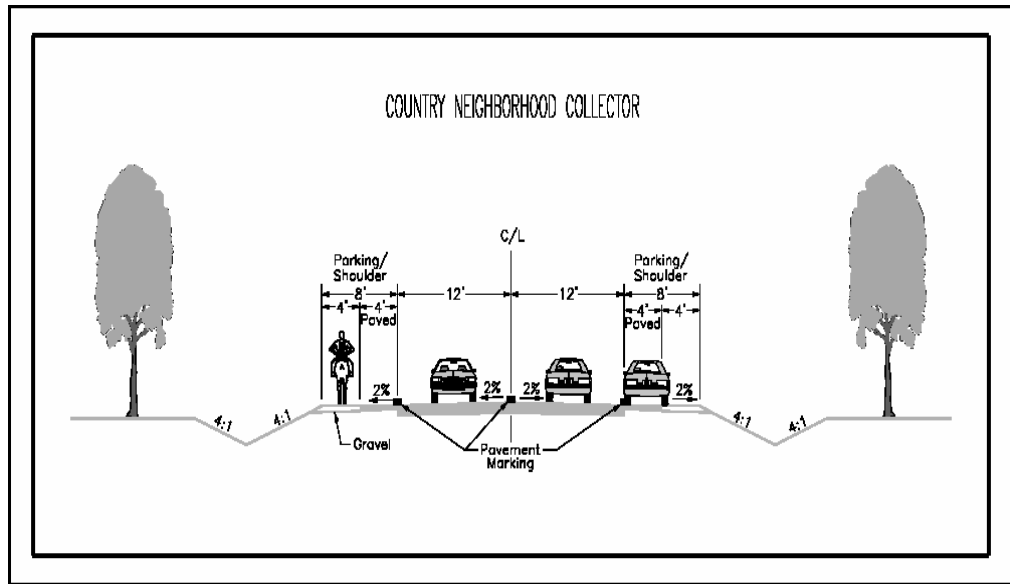 COUNTRY NEIGHBORHOOD COLLECTOR
C/L
Parking/
Shoulder
Parking/
Shoulder
8'
12'
12'
8'
4'
4'
4'
4'
Paved
Paved
2%
2%
2%
2%
4:1
4:1
4:1
4:1
Gravel
Pavement
Marking